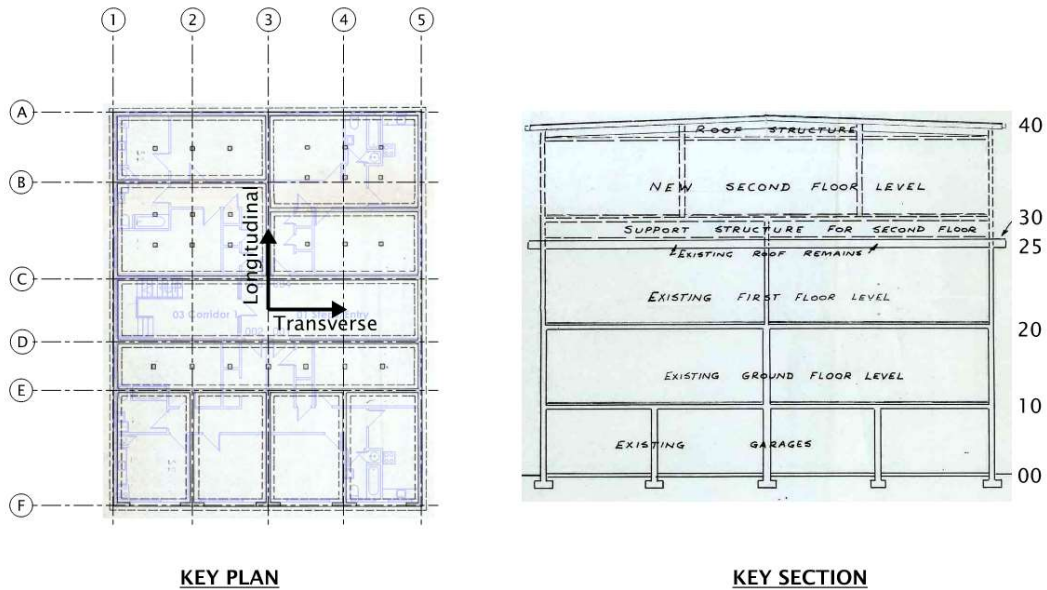 1 2 3 4 5
A
B
C
D
E
F
Longitudinal
Transverse
03 Corridor 1
KEY PLAN
ROOF STRUCTURE
40
NEW SECOND FLOOR LEVEL
30
SUPPORT STRUCTURE FOR SECOND FLOOR
25
EXISTING ROOF REMAINS
EXISTING FIRST FLOOR LEVEL
20
EXISTING GROUND FLOOR LEVEL
10
EXISTING GARAGES
00
KEY SECTION